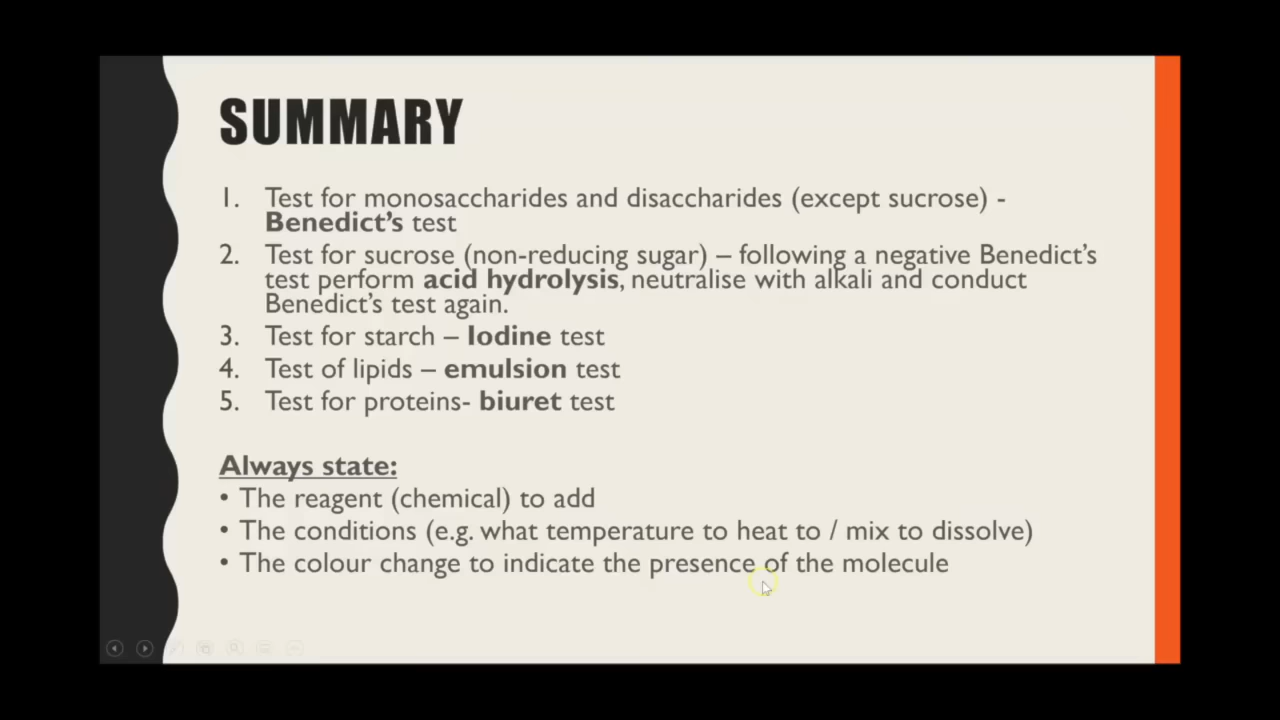 SUMMARY
1. Test for monosaccharides and disaccharides (except sucrose) -
Benedict's test
2. Test for sucrose (non-reducing sugar) – following a negative Benedict's
test perform acid hydrolysis, neutralise with alkali and conduct
Benedict's test again.
3. Test for starch – Iodine test
4. Test of lipids – emulsion test
5. Test for proteins- biuret test
Always state:
• The reagent (chemical) to add
• The conditions (e.g. what temperature to heat to / mix to dissolve)
• The colour change to indicate the presence of the molecule